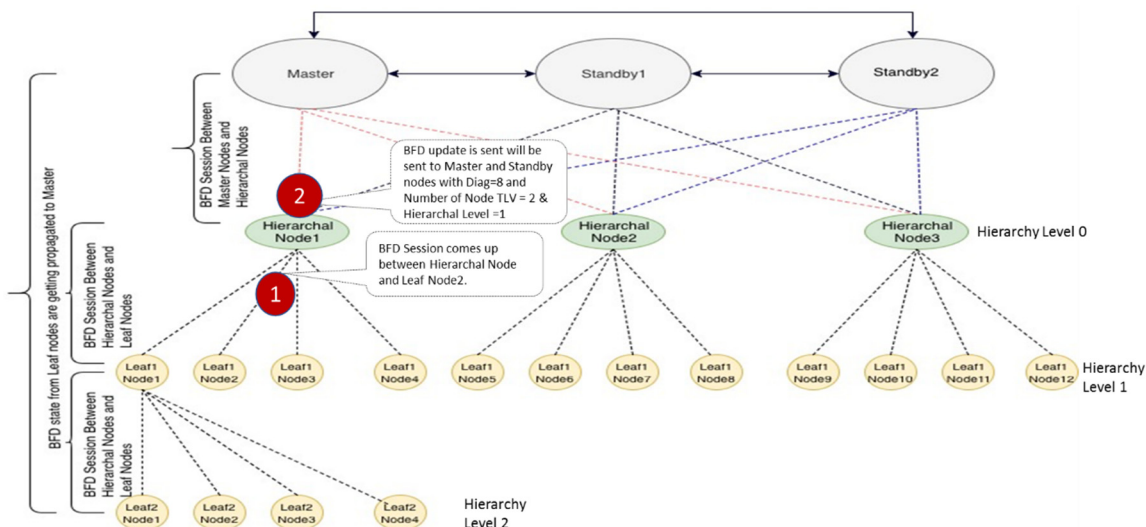 Master
Standby1
Standby2
BFD Session Between
Master Nodes and
Hierarchical Nodes
BFD update is sent will be
sent to Master and Standby
nodes with Diag=8 and
Number of Node TLV = 2 &
Hierarchal Level =1
2
Hierarchal
Node1
Hierarchal
Node2
Hierarchal
Node3
Hierarchy Level 0
BFD Session comes up
between Hierarchal Node
and Leaf Node2.
1
BFD state from Leaf nodes are getting propagated to Master
BFD Session Between
Hierarchal Nodes and
Leaf Nodes
Leaf1
Node1
Leaf1
Node2
Leaf1
Node3
Leaf1
Node4
Leaf1
Node5
Leaf1
Node6
Leaf1
Node7
Leaf1
Node8
Leaf1
Node9
Leaf1
Node10
Leaf1
Node11
Leaf1
Node12
Hierarchy
Level 1
BFD Session Between
Hierarchal Nodes and
Leaf Nodes
Leaf2
Node1
Leaf2
Node2
Leaf2
Node3
Leaf2
Node4
Hierarchy
Level 2